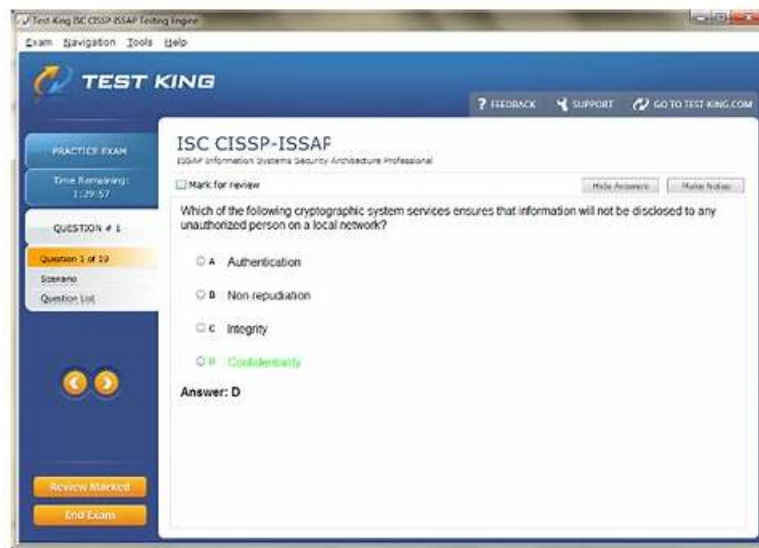 Test King ISC CISSP-ISSAP Testing Engine
Exam Navigation Tools Help
TEST KING
? FEEDBACK SUPPORT GO TO TEST-KING.COM
PRACTICE EXAM
Time Remaining:
1:29:57
QUESTION # 1
Question 1 of 10
Scenario
Question List
Review Marked
End Exam
ISC CISSP-ISSAP
ISSAP Information Systems Security Architecture Professional
Mark for review
Hide Answers Make Notes
Which of the following cryptographic system services ensures that information will not be disclosed to any
unauthorized person on a local network?
A Authentication
B Non-repudiation
C Integrity
D Confidentiality
Answer: D